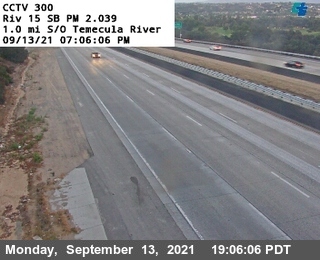 CCTV 300
Riv 15 SB PM 2.039
1.0 mi S/O Temecula River
09/13/21 07:06:06 PM
Monday, September 13, 2021 19:06:06 PDT